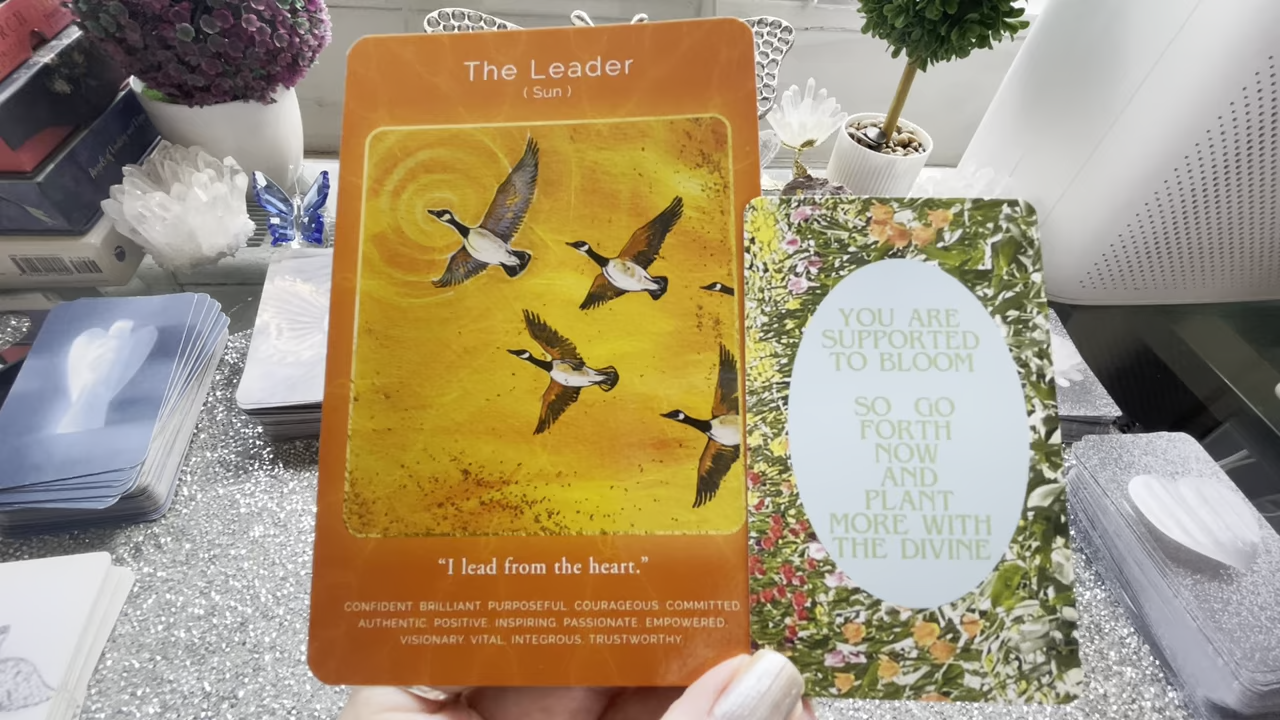 The Leader
( Sun )
"I lead from the heart."
CONFIDENT. BRILLIANT. PURPOSEFUL. COURAGEOUS. COMMITTED.
AUTHENTIC. POSITIVE. INSPIRING. PASSIONATE. EMPOWERED.
VISIONARY. VITAL. INTEGROUS. TRUSTWORTHY.
YOU ARE
SUPPORTED
TO BLOOM
SO GO
FORTH
NOW
AND
PLANT
MORE WITH
THE DIVINE